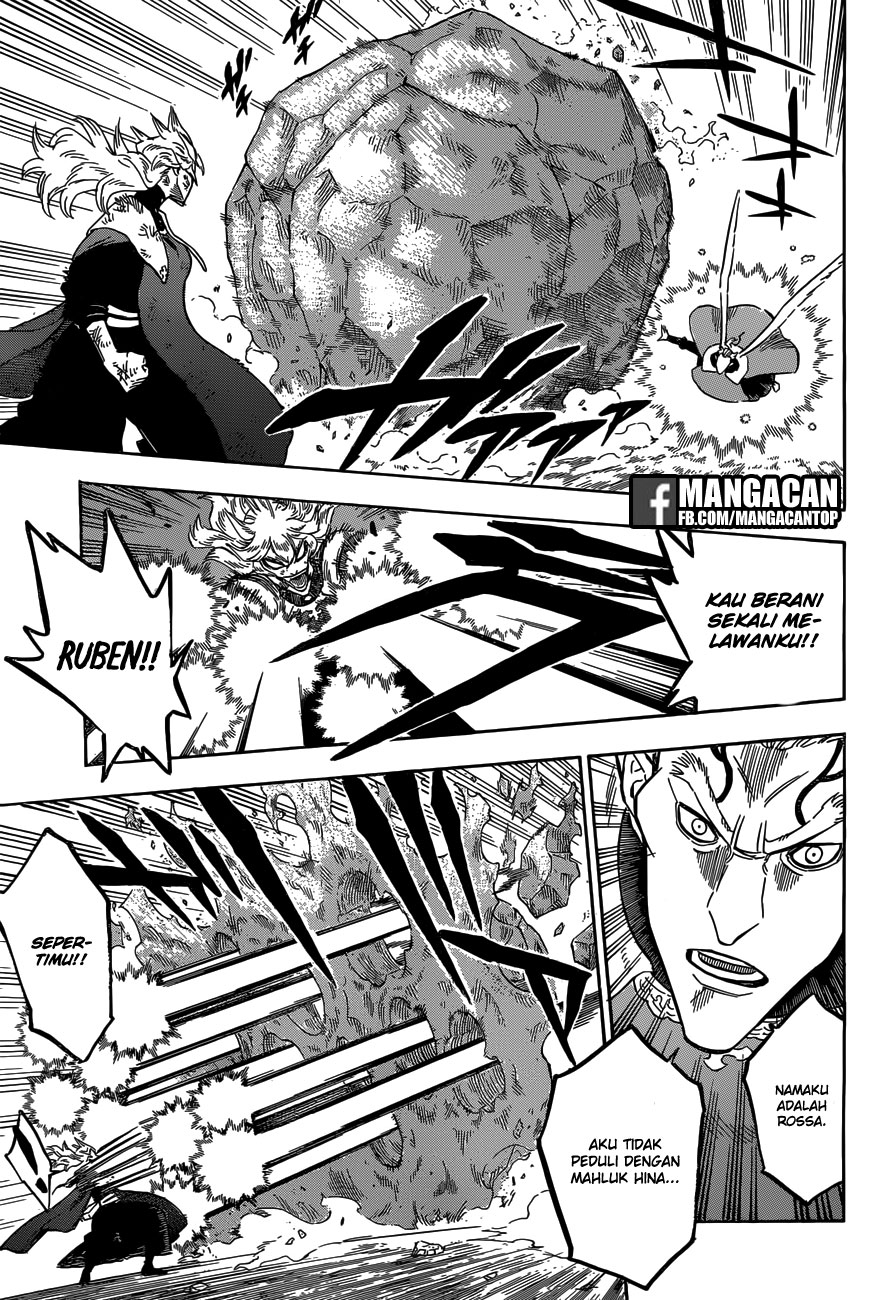 MANGACAN
FB.COM/MANGACANTOP
KAU BERANI
SEKALI ME-
LAWANKU!!
RUBEN!!
NAMAKU
ADALAH
ROSSA.
AKU TIDAK
PEDULI DENGAN
MAHLUK HINA...
SEPER-
TIMU!!